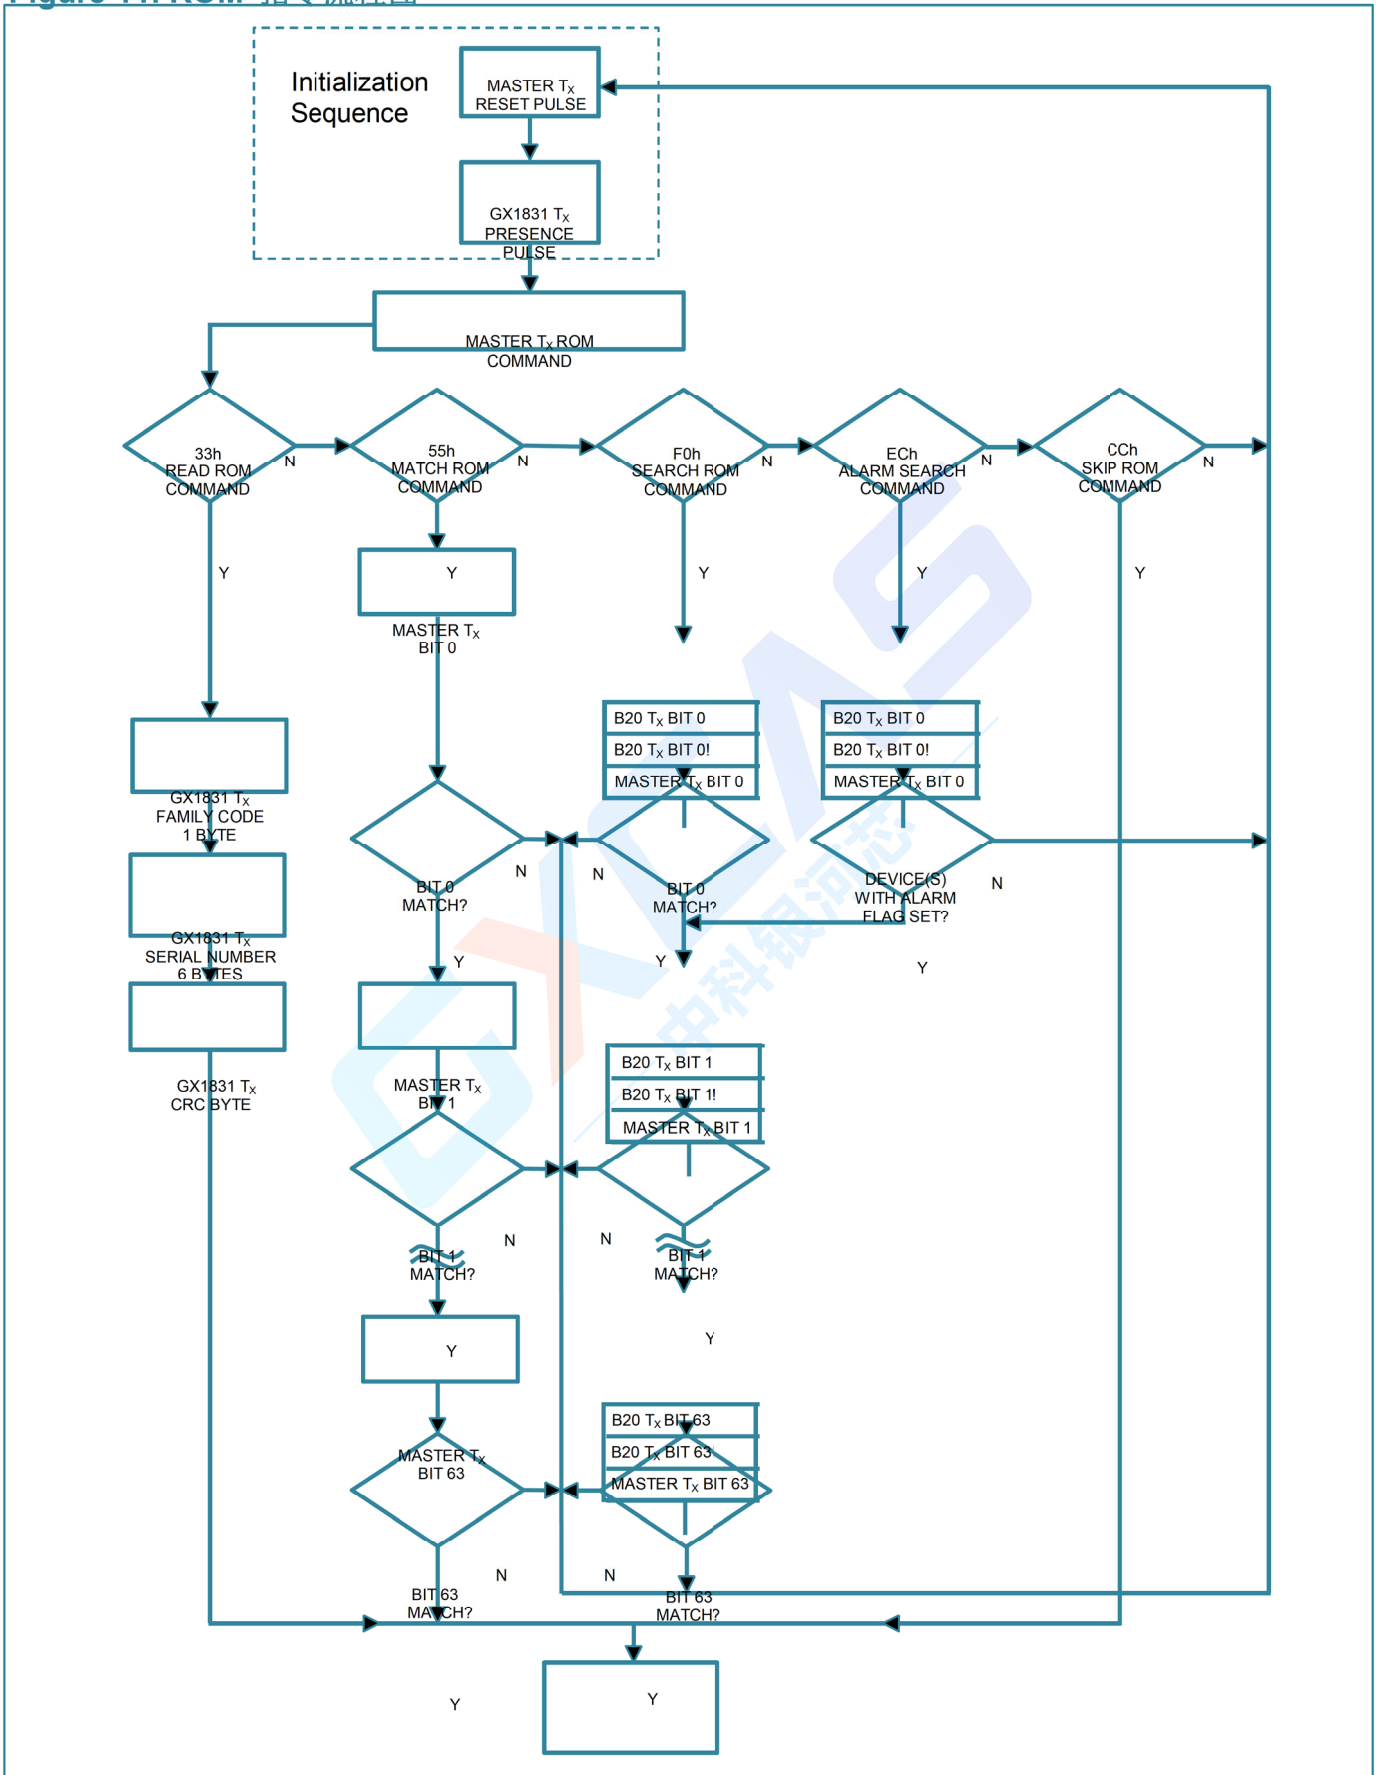 Initialization
Sequence
MASTER TX
RESET PULSE
GX1831 TX
PRESENCE
PULSE
MASTER TX ROM
COMMAND
33h
READ ROM
COMMAND
N
55h
MATCH ROM
COMMAND
N
F0h
SEARCH ROM
COMMAND
N
ECh
ALARM SEARCH
COMMAND
N
CCh
SKIP ROM
COMMAND
N
Y
Y
Y
Y
Y
MASTER TX
BIT 0
B20 TX BIT 0
B20 TX BIT 0!
MASTER TX BIT 0
B20 TX BIT 0
B20 TX BIT 0!
MASTER TX BIT 0
GX1831 TX
FAMILY CODE
1 BYTE
N
N
BIT 0
MATCH?
BIT 0
MATCH?
DEVICE(S)
WITH ALARM
FLAG SET?
N
GX1831 TX
SERIAL NUMBER
6 BYTES
Y
Y
Y
GXCAS
中科银河芯
B20 TX BIT 1
B20 TX BIT 1!
MASTER TX BIT 1
GX1831 TX
CRC BYTE
MASTER TX
BIT 1
N
N
BIT 1
MATCH?
BIT 1
MATCH?
Y
Y
B20 TX BIT 63
B20 TX BIT 63
MASTER TX BIT 63
MASTER TX
BIT 63
N
N
BIT 63
MATCH?
BIT 63
MATCH?
Y
Y